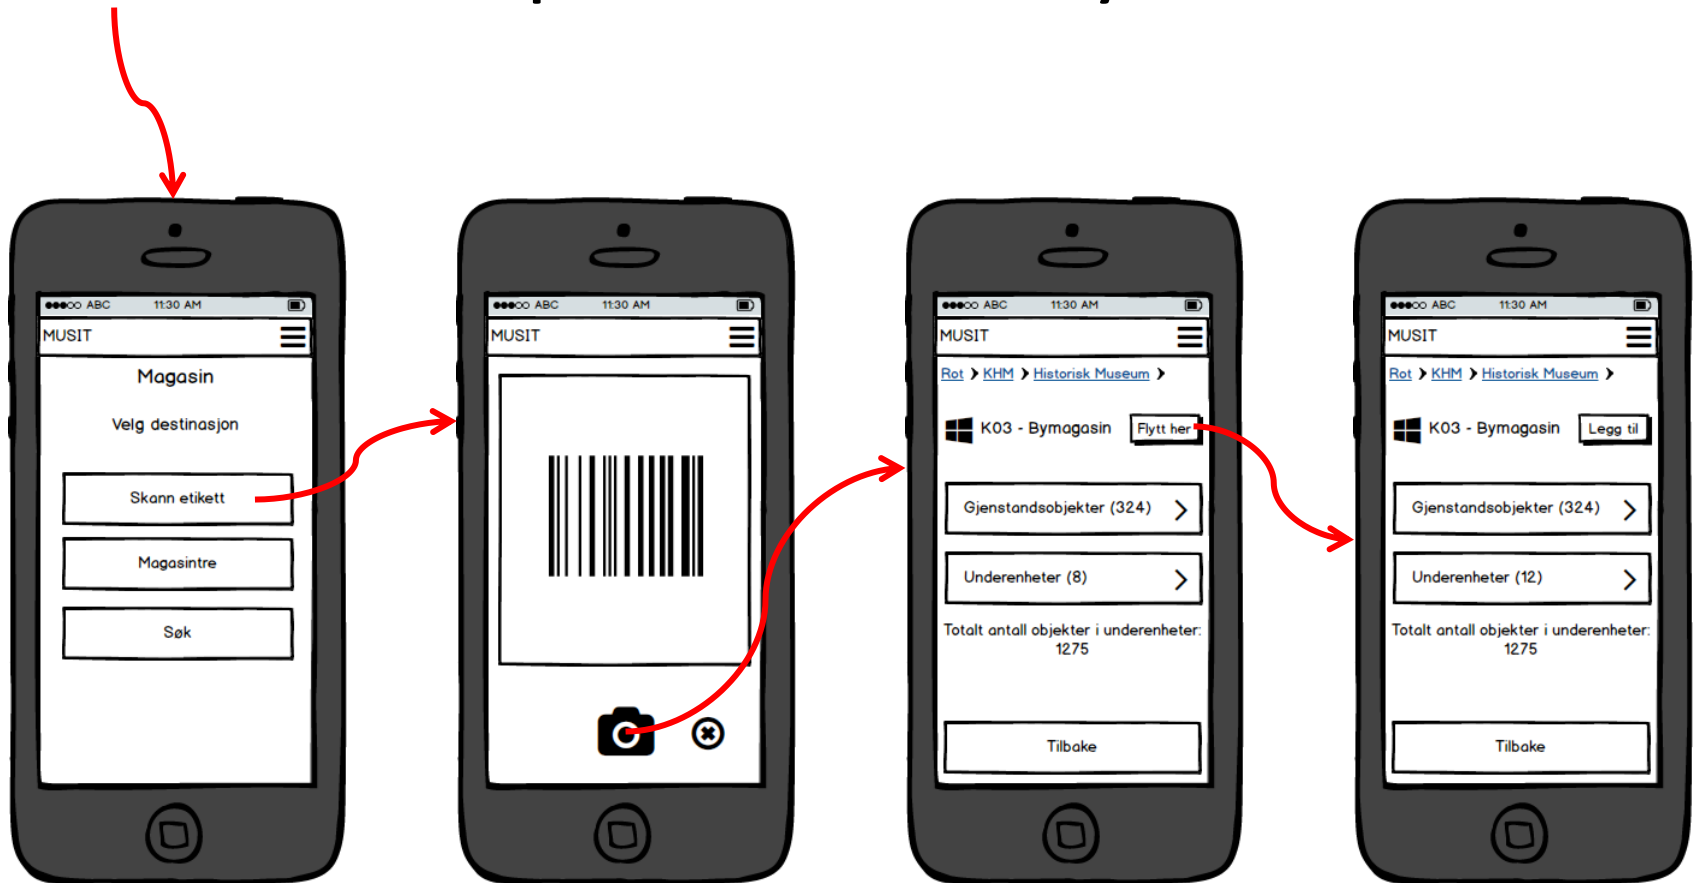 ABC 11:30 AM
MUSIT
Magasin
Velg destinasjon
Skann etikett
Magasintre
Søk
ABC 11:30 AM
MUSIT
ABC 11:30 AM
MUSIT
Rot KHM Historisk Museum
K03 - Bymagasin Flytt her
Gjenstandsobjekter (324)
Underenheter (8)
Totalt antall objekter i underenheter:
1275
Tilbake
ABC 11:30 AM
MUSIT
Rot KHM Historisk Museum
K03 - Bymagasin Legg til
Gjenstandsobjekter (324)
Underenheter (12)
Totalt antall objekter i underenheter:
1275
Tilbake